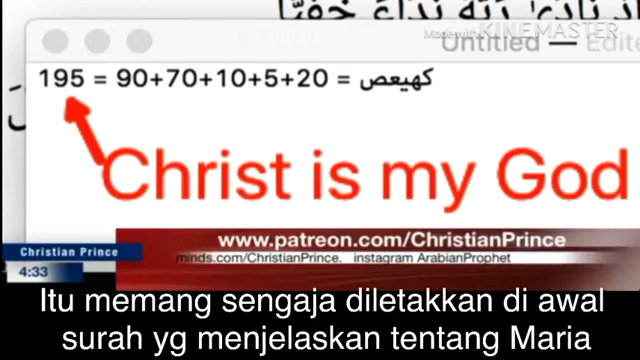 نَادَىٰ رَبَّهُ نِدَاءً خَفِيًّا
Made with KINEMASTER
Untitled — Edite
195 = 90+70+10+5+20 = كهيعص
Christ is my God
www.patreon.com/ChristianPrince
Christian Prince
minds.com/ChristianPrince. instagram ArabianProphet
4:33
Itu memang sengaja diletakkan di awal
surah yg menjelaskan tentang Maria